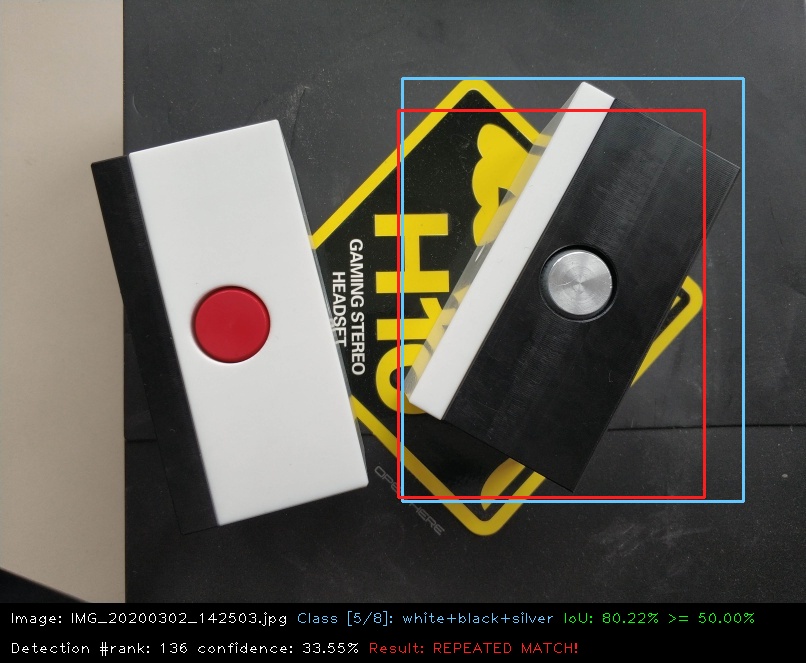 H10
GAMING STEREO
HEADSET
Image: IMG_20200302_142503.jpg Class [5/8]: white+black+silver IoU: 80.22% >= 50.00%
Detection #rank: 136 confidence: 33.55% Result: REPEATED MATCH!